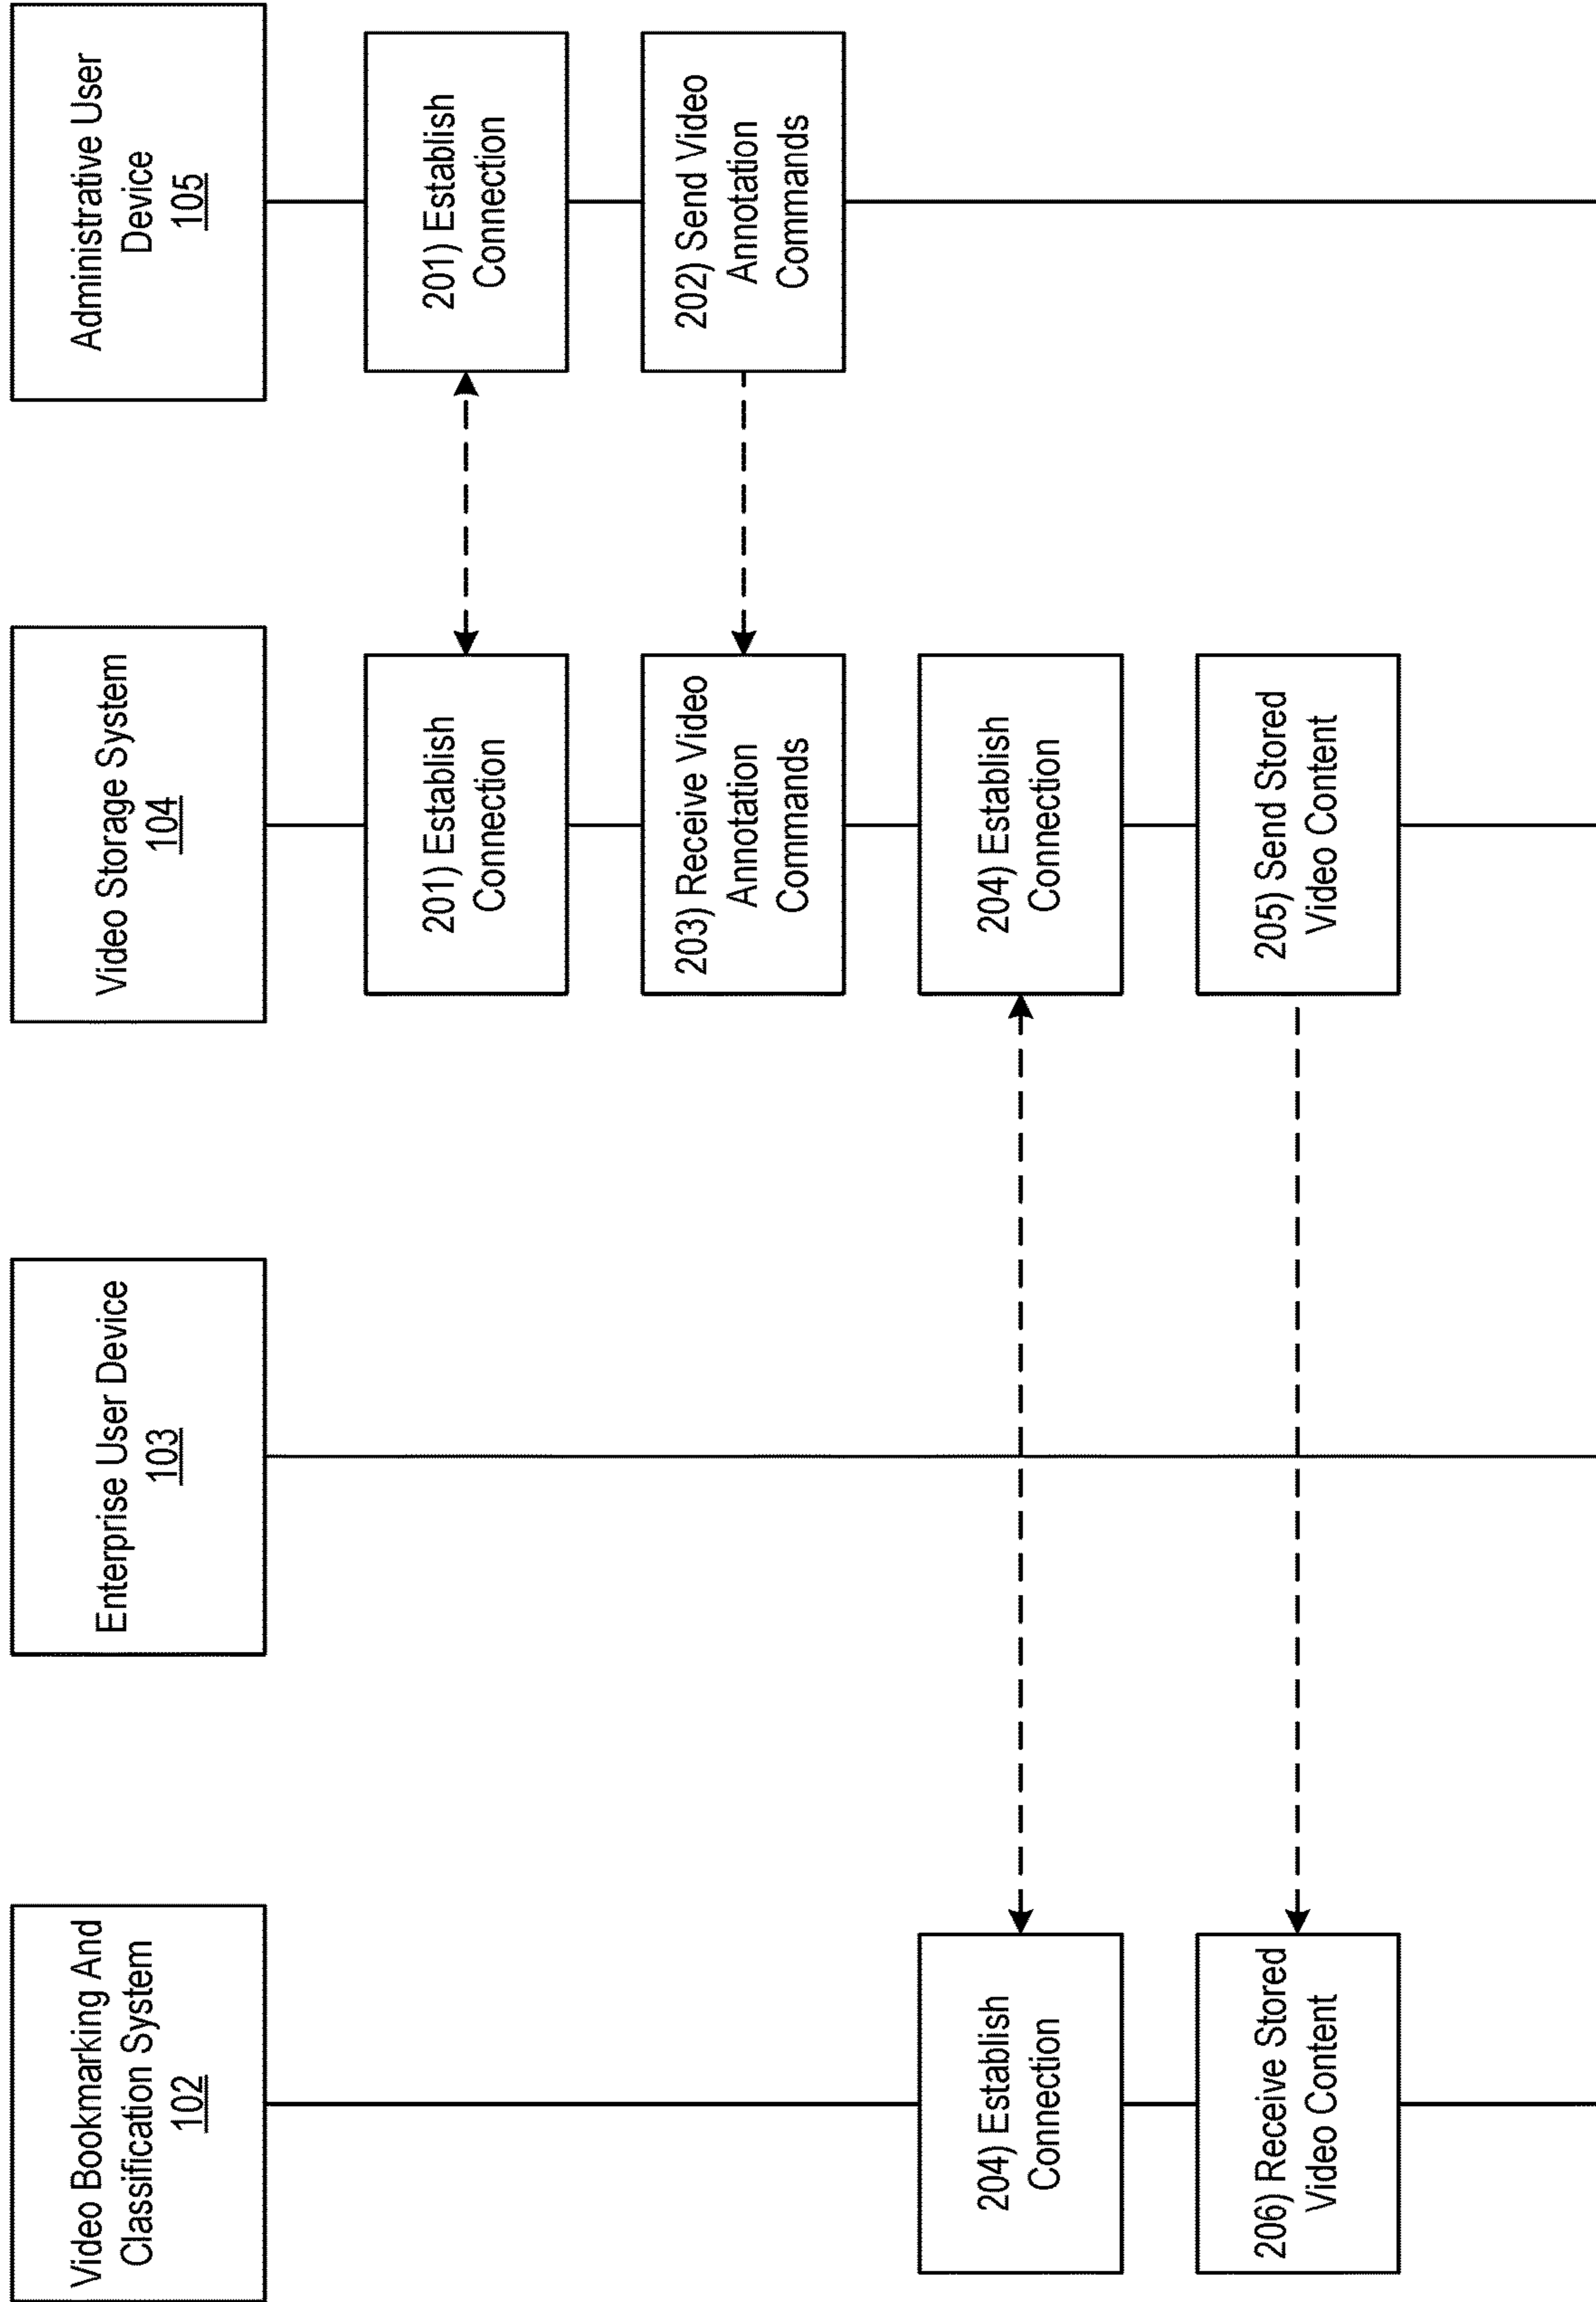 Video Bookmarking And
Classification System
102
Enterprise User Device
103
Video Storage System
104
Administrative User
Device
105
201) Establish
Connection
201) Establish
Connection
203) Receive Video
Annotation
Commands
202) Send Video
Annotation
Commands
204) Establish
Connection
204) Establish
Connection
206) Receive Stored
Video Content
205) Send Stored
Video Content